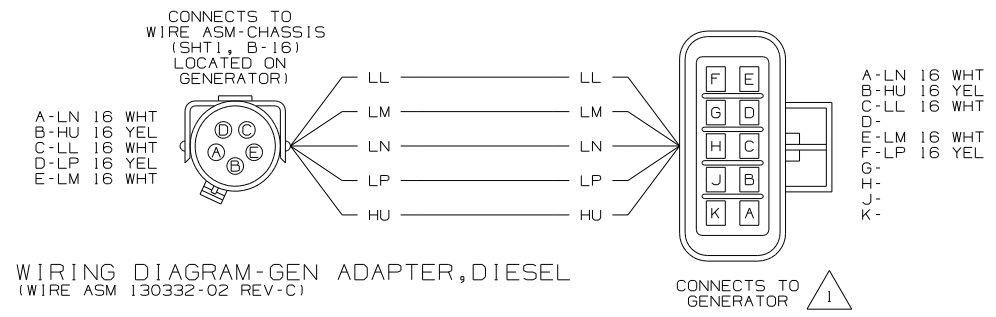 CONNECTS TO
WIRE ASM-CHASSIS
(SHT1, B-16)
LOCATED ON
GENERATOR)
A-LN 16 WHT
B-HU 16 YEL
C-LL 16 WHT
D-LP 16 YEL
E-LM 16 WHT
D C
A E
B
LL LL
LM LM
LN LN
LP LP
HU HU
F E
G D
H C
J B
K A
A-LN 16 WHT
B-HU 16 YEL
C-LL 16 WHT
D-
E-LM 16 WHT
F-LP 16 YEL
G-
H-
J-
K-
WIRING DIAGRAM-GEN ADAPTER,DIESEL
(WIRE ASM 130332-02 REV-C)
CONNECTS TO
GENERATOR
1